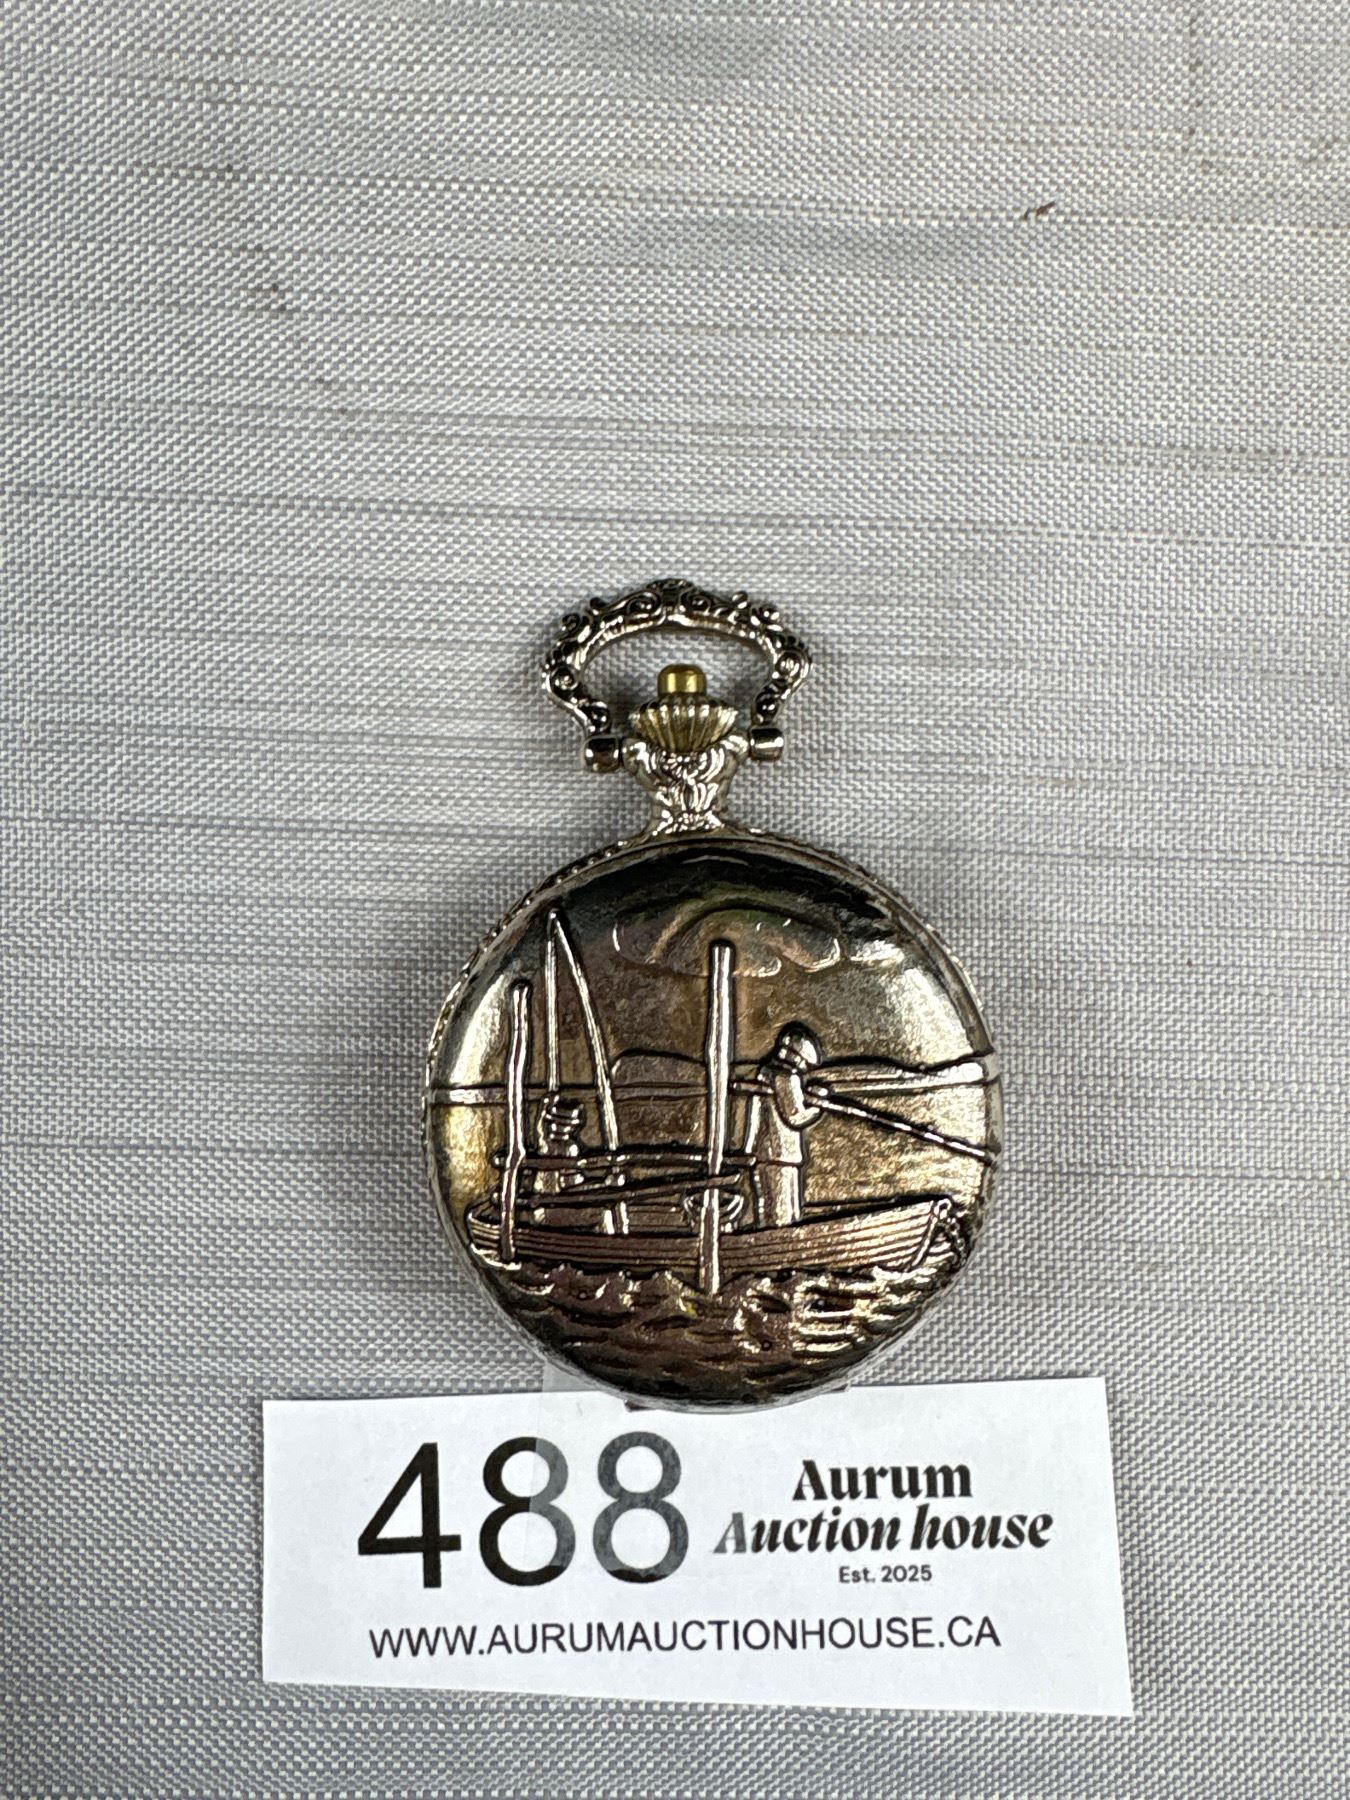 488
Aurum
Auction house
Est. 2025
WWW.AURUMAUCTIONHOUSE.CA